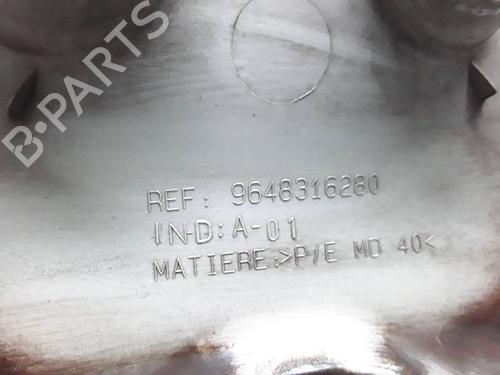 B-PARTS
REF: 9648316280
IND: A-01
MATIERE:>P/E MD 40<